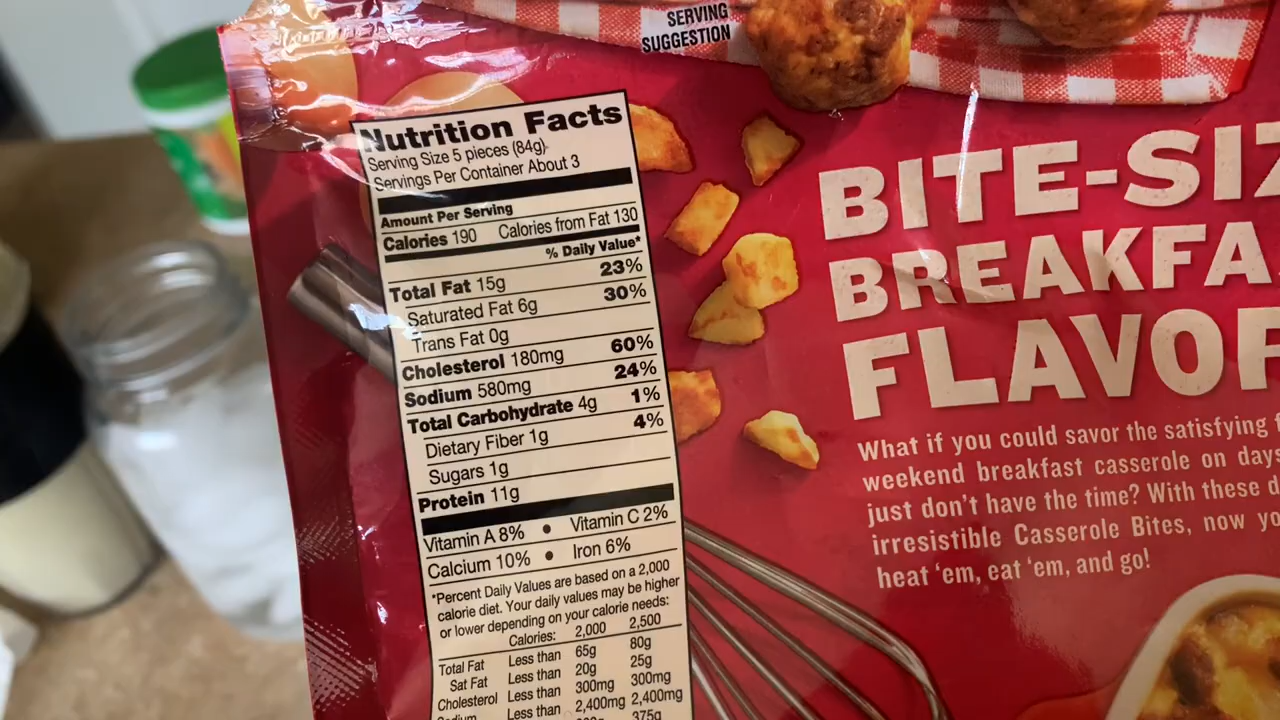 SERVING
SUGGESTION
Nutrition Facts
Serving Size 5 pieces (84g)
Servings Per Container About 3
Amount Per Serving
Calories 190 Calories from Fat 130
% Daily Value*
Total Fat 15g 23%
Saturated Fat 6g 30%
Trans Fat 0g
Cholesterol 180mg 60%
Sodium 580mg 24%
Total Carbohydrate 4g 1%
Dietary Fiber 1g 4%
Sugars 1g
Protein 11g
Vitamin A 8% • Vitamin C 2%
Calcium 10% • Iron 6%
*Percent Daily Values are based on a 2,000
calorie diet. Your daily values may be higher
or lower depending on your calorie needs:
Calories: 2,000 2,500
Total Fat Less than 65g 80g
Sat Fat Less than 20g 25g
Cholesterol Less than 300mg 300mg
Sodium Less than 2,400mg 2,400mg
375g
BITE-SIZ
BREAKFA
FLAVOR
What if you could savor the satisfying
weekend breakfast casserole on days
just don't have the time? With these
irresistible Casserole Bites, now yo
heat 'em, eat 'em, and go!